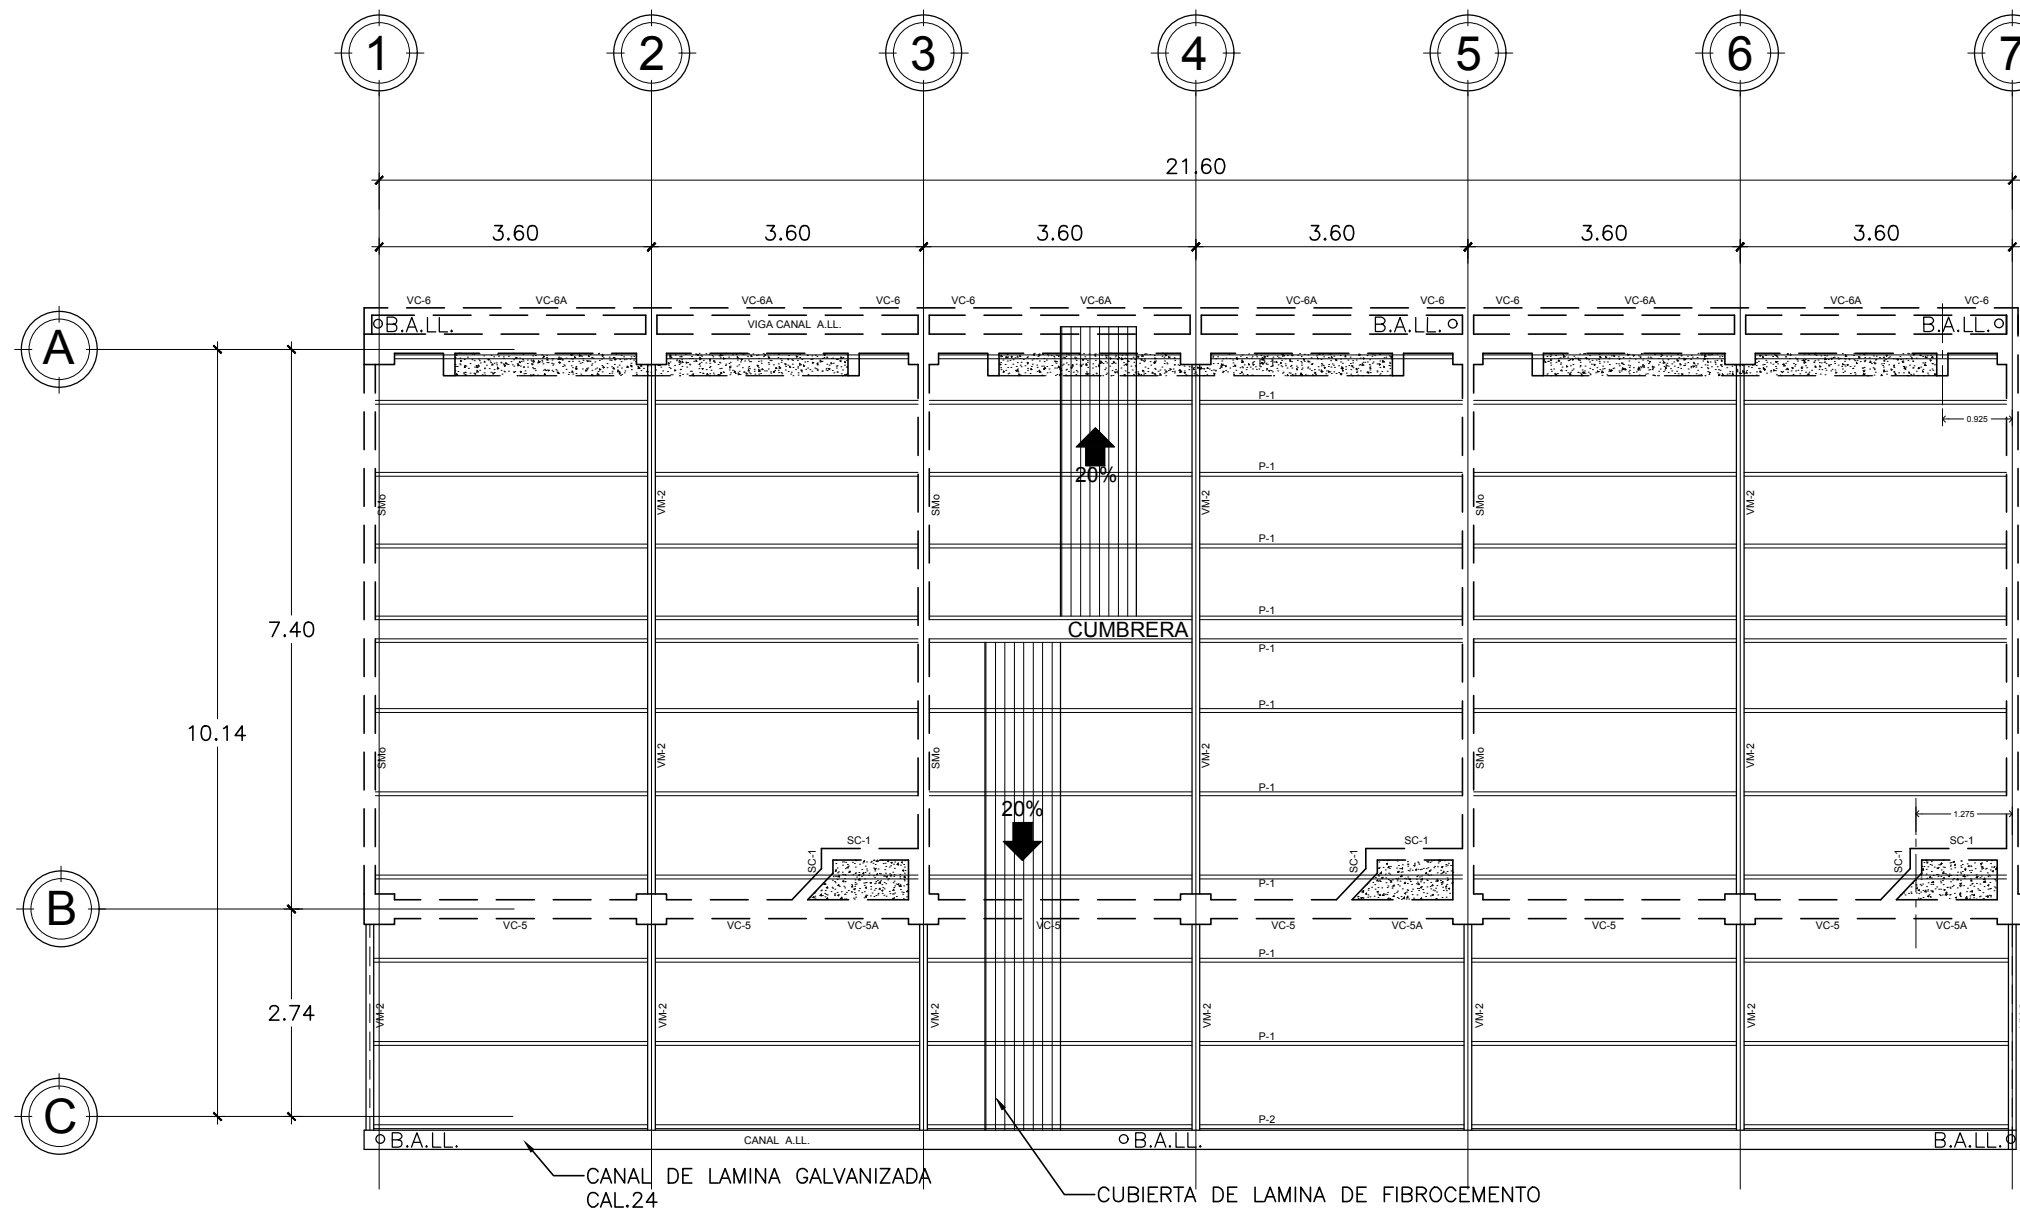 1 2 3 4 5 6 7
21.60
3.60 3.60 3.60 3.60 3.60 3.60
VC-6 VC-6A VC-6A VC-6 VC-6 VC-6A VC-6A VC-6 VC-6 VC-6A VC-6A VC-6
B.A.LL. VIGA CANAL A.LL. B.A.LL. B.A.LL.
A
P-1
0.925
P-1
20%
SMo VM-2 SMo VM-2 SMo VM-2
P-1
P-1
7.40
CUMBRERA
P-1
P-1
10.14
SMo VM-2 SMo VM-2 SMo VM-2
P-1
20%
1.275
SC-1 SC-1 SC-1
SC-1 SC-1 SC-1
P-1
B
VC-5 VC-5 VC-5A VC-5 VC-5 VC-5A VC-5 VC-5 VC-5A
P-1
2.74
VM-2 VM-2 VM-2 VM-2 VM-2 VM-2
P-1
C
P-2
B.A.LL. CANAL A.LL. B.A.LL. B.A.LL.
CANAL DE LAMINA GALVANIZADA
CAL.24
CUBIERTA DE LAMINA DE FIBROCEMENTO